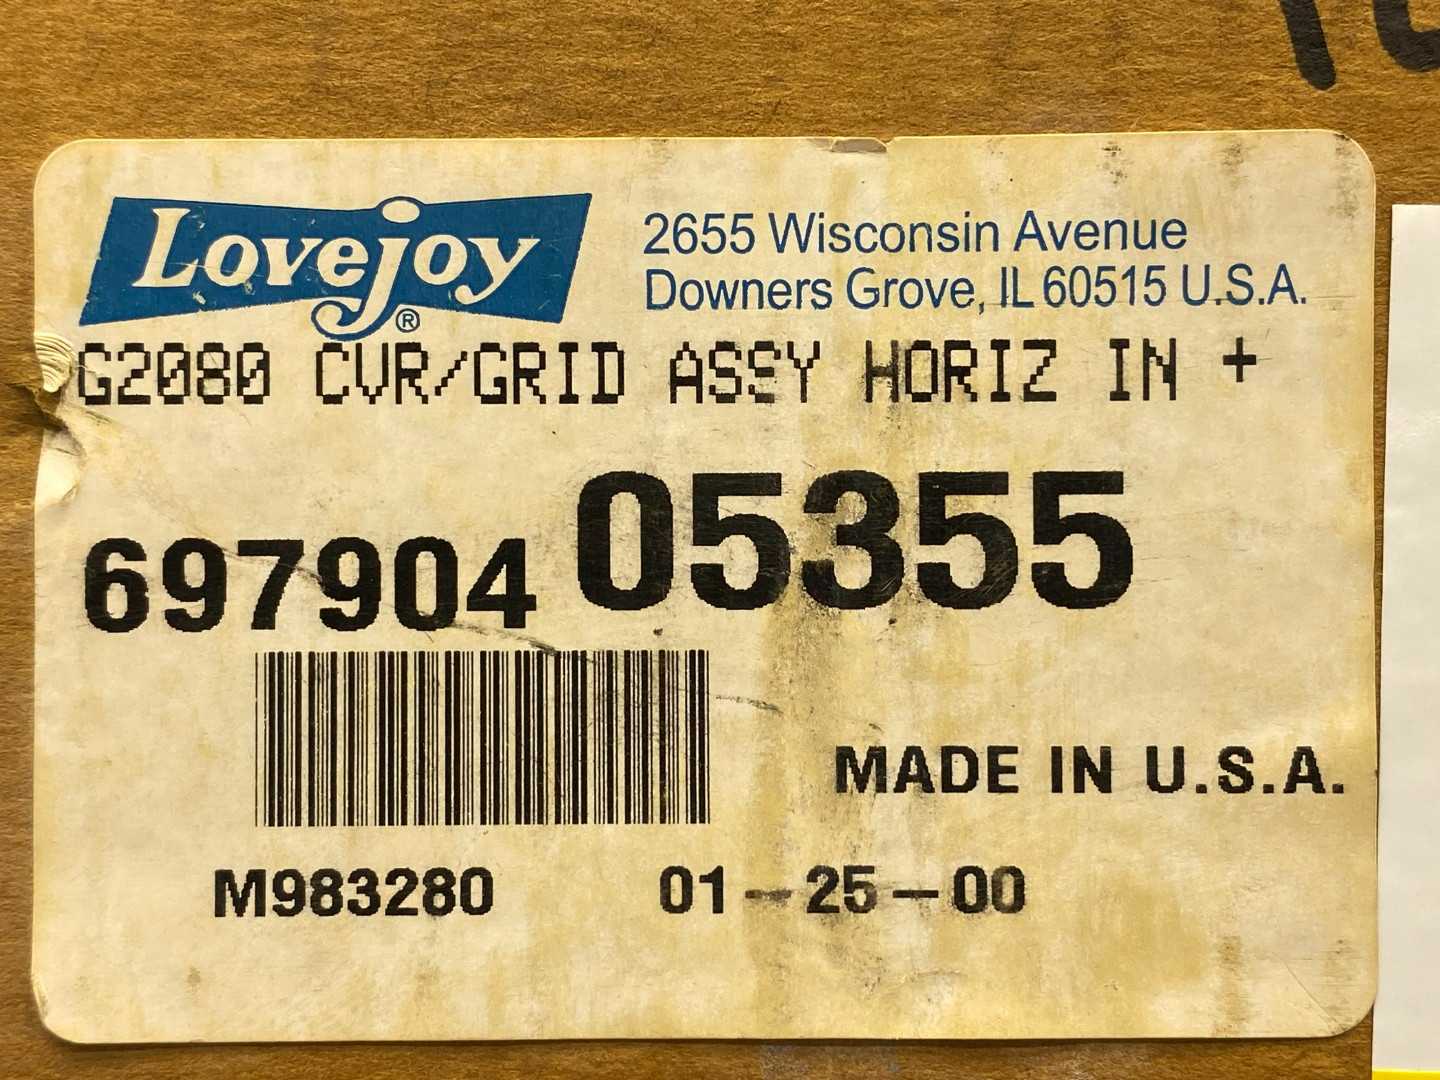 Lovejoy®
2655 Wisconsin Avenue
Downers Grove, IL 60515 U.S.A.
G2080 CVR/GRID ASSY HORIZ IN +
697904 05355
MADE IN U.S.A.
M983280 01-25-00